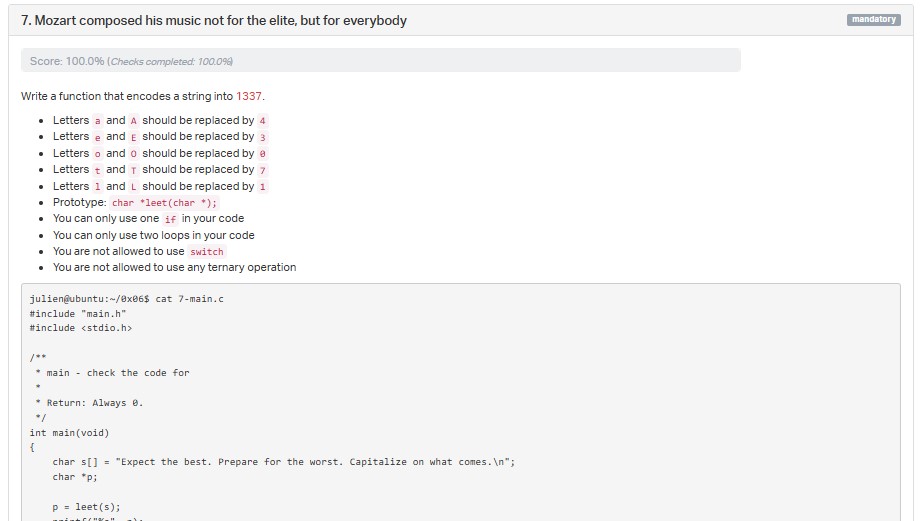 7. Mozart composed his music not for the elite, but for everybody
mandatory
Score: 100.0% (Checks completed: 100.0%)
Write a function that encodes a string into 1337.
Letters a and A should be replaced by 4
Letters e and E should be replaced by 3
Letters o and O should be replaced by 0
Letters t and T should be replaced by 7
Letters l and L should be replaced by 1
Prototype: char *leet(char *);
You can only use one if in your code
You can only use two loops in your code
You are not allowed to use switch
You are not allowed to use any ternary operation
julien@ubuntu:~/0x06$ cat 7-main.c
#include "main.h"
#include <stdio.h>
/**
* main - check the code for
*
* Return: Always 0.
*/
int main(void)
{
char s[] = "Expect the best. Prepare for the worst. Capitalize on what comes.\n";
char *p;
p = leet(s);
printf("%s", p);